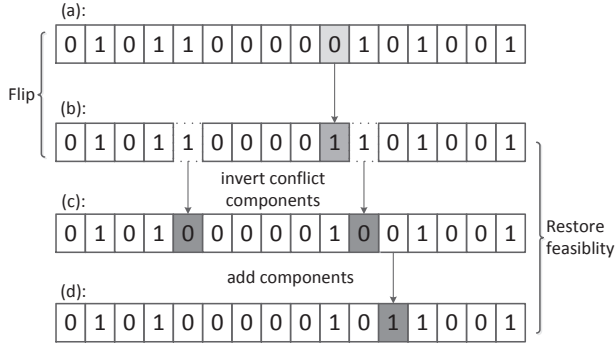 (a):
0 1 0 1 1 0 0 0 0 0 1 0 1 0 0 1
Flip
(b):
0 1 0 1 1 0 0 0 0 1 1 0 1 0 0 1
invert conflict
components
(c):
0 1 0 1 0 0 0 0 0 1 0 0 1 0 0 1
Restore
feasiblity
add components
(d):
0 1 0 1 0 0 0 0 0 1 0 1 1 0 0 1